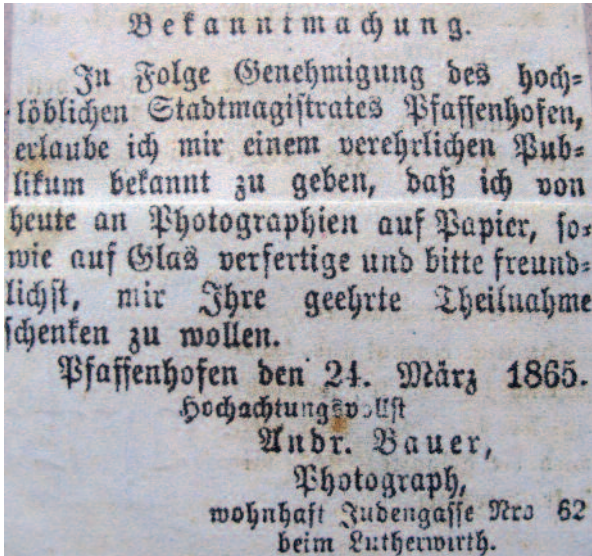 Bekanntmachung.
In Folge Genehmigung des hoch-
löblichen Stadtmagistrates Pfaffenhofen,
erlaube ich mir einem verehrlichen Pub-
likum bekannt zu geben, daß ich von
heute an Photographien auf Papier, so-
wie auf Glas verfertige und bitte freund-
lichst, mir Ihre geehrte Theilnahme
schenken zu wollen.
Pfaffenhofen den 24. März 1865.
Hochachtungsvollst
Andr. Bauer,
Photograph,
wohnhaft Judengasse Nro 62
beim Lutherwirth.